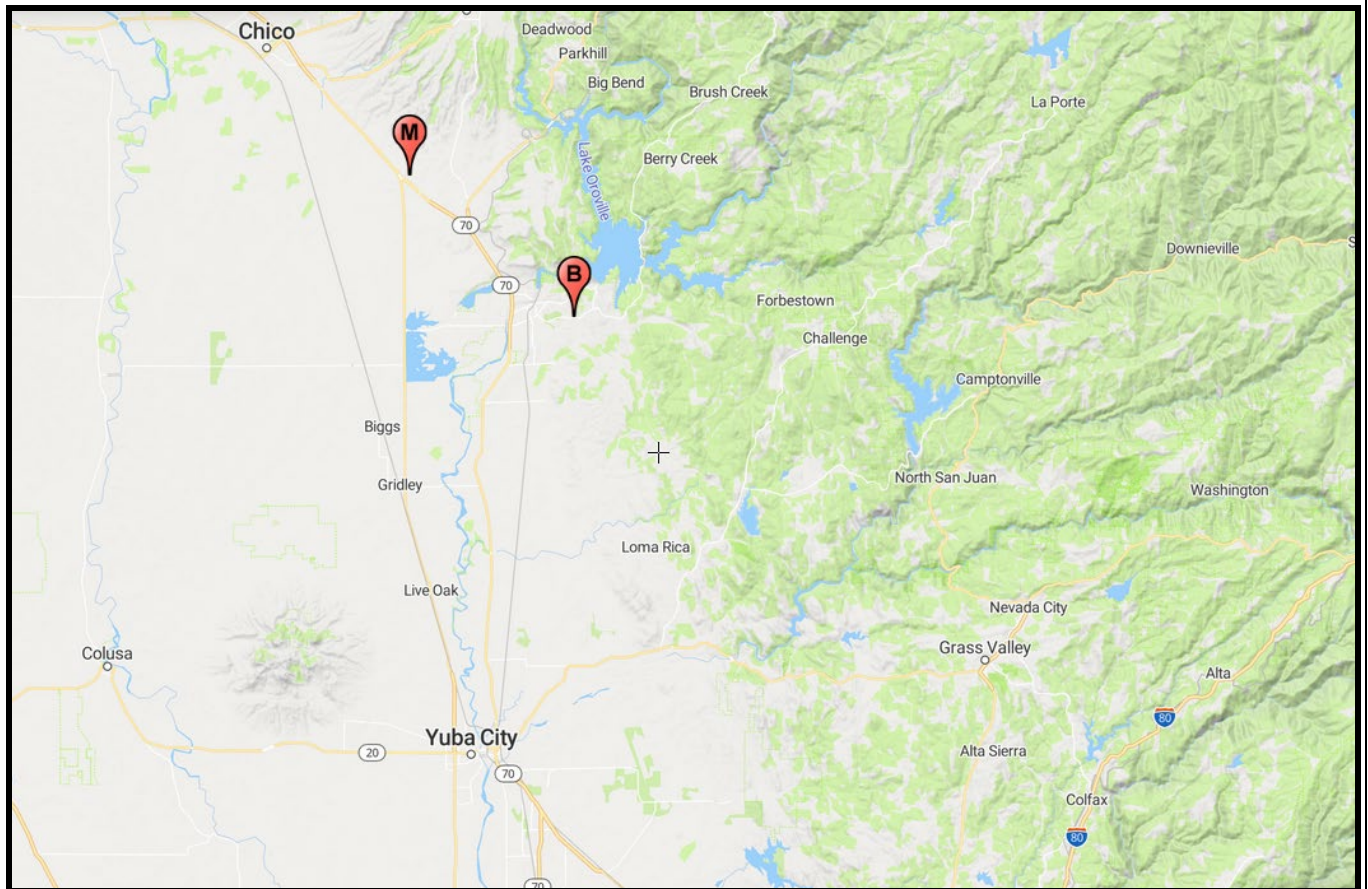 Chico
Deadwood
Parkhill
Big Bend
Brush Creek
La Porte
M
Berry Creek
Lake Oroville
70
Downieville
S
B
70
Forbestown
Challenge
Camptonville
Biggs
Gridley
North San Juan
Washington
Loma Rica
Live Oak
Nevada City
Grass Valley
Colusa
Alta
80
Yuba City
20
Alta Sierra
70
Colfax
80
70